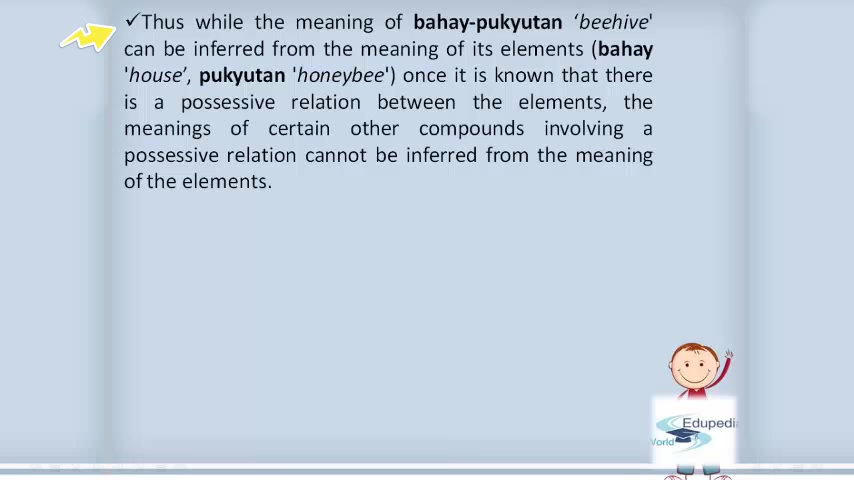 ✓Thus while the meaning of bahay-pukyutan ‘beehive'
can be inferred from the meaning of its elements (bahay
'house’, pukyutan 'honeybee') once it is known that there
is a possessive relation between the elements, the
meanings of certain other compounds involving a
possessive relation cannot be inferred from the meaning
of the elements.
Edupedia
World